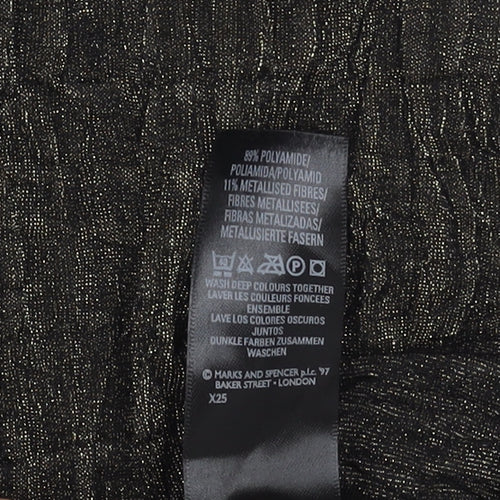 89% POLYAMIDE/
POLIAMIDA/POLYAMID
11% METALLISED FIBRES/
FIBRES METALLISEES/
FIBRAS METALIZADAS/
METALLISIERTE FASERN
40 P
WASH DEEP COLOURS TOGETHER
LAVER LES COULEURS FONCEES
ENSEMBLE
LAVE LOS COLORES OSCUROS
JUNTOS
DUNKLE FARBEN ZUSAMMEN
WASCHEN
© MARKS AND SPENCER p.l.c. '97
BAKER STREET • LONDON
X25